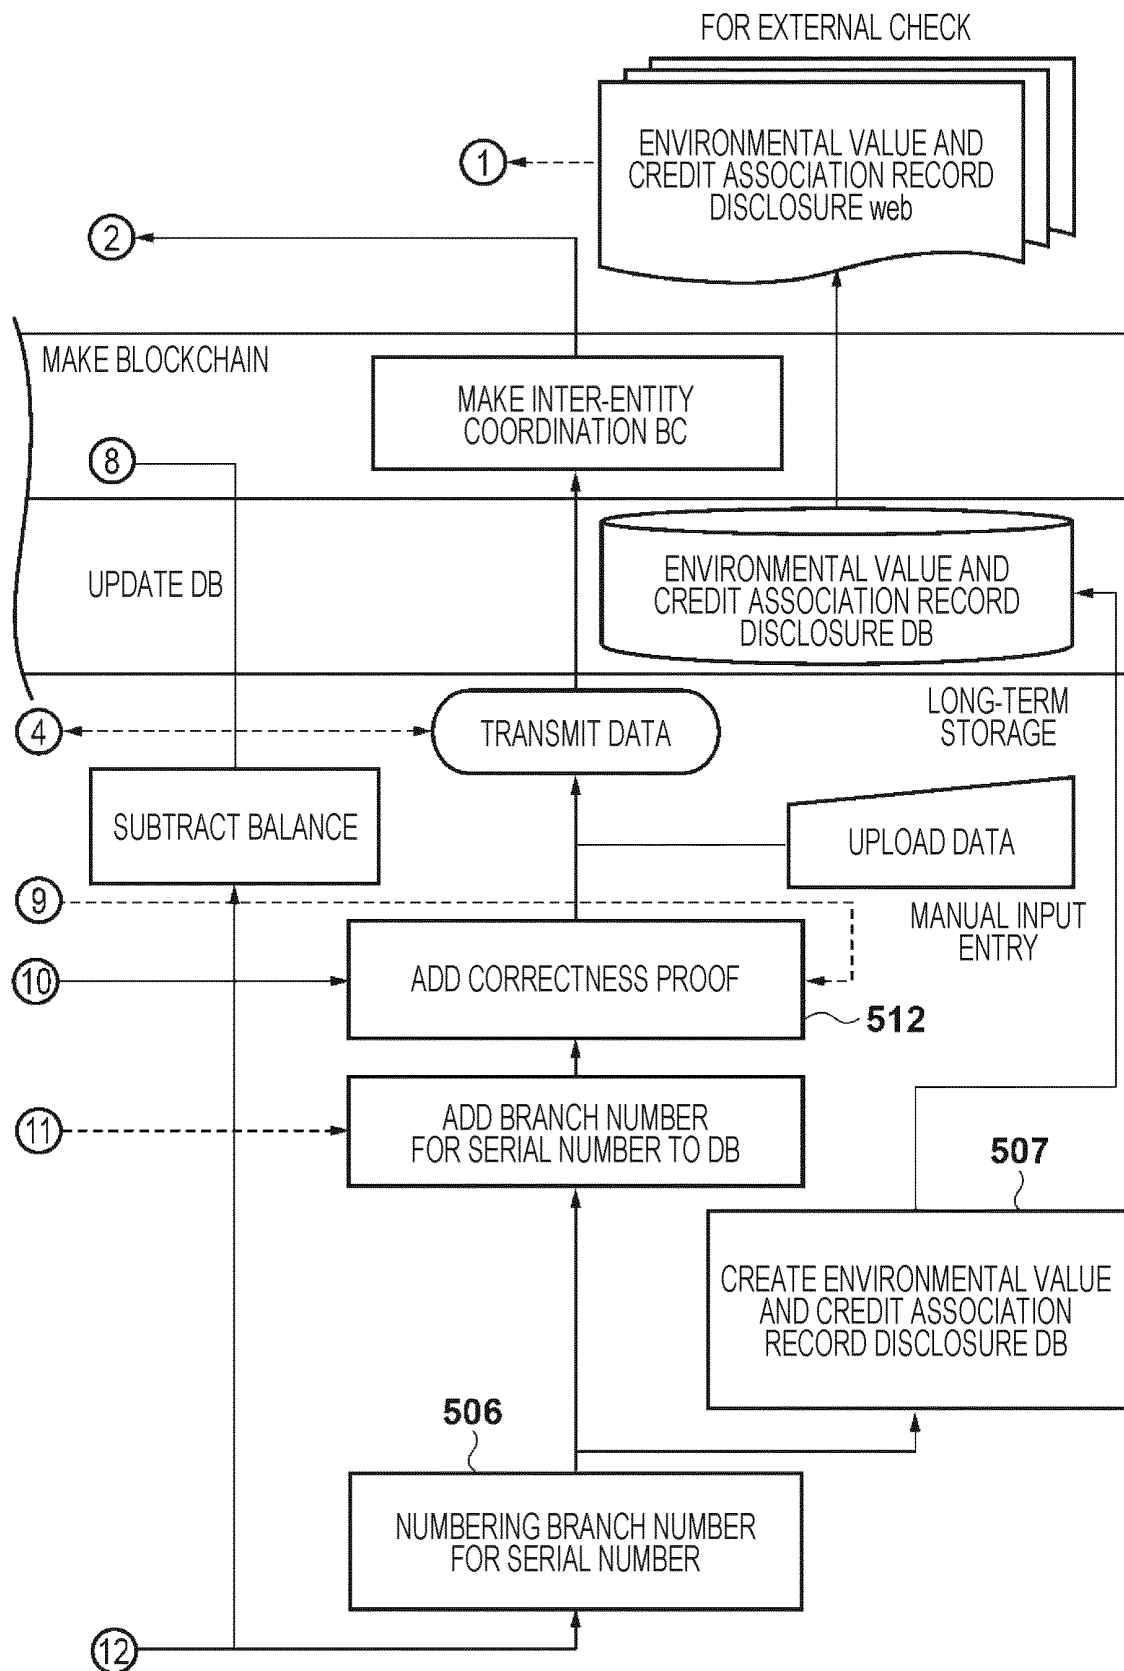 FOR EXTERNAL CHECK
ENVIRONMENTAL VALUE AND
CREDIT ASSOCIATION RECORD
DISCLOSURE web
1
2
MAKE BLOCKCHAIN
MAKE INTER-ENTITY
COORDINATION BC
8
UPDATE DB
ENVIRONMENTAL VALUE AND
CREDIT ASSOCIATION RECORD
DISCLOSURE DB
LONG-TERM
STORAGE
4
TRANSMIT DATA
SUBTRACT BALANCE
UPLOAD DATA
9
MANUAL INPUT
ENTRY
10
ADD CORRECTNESS PROOF
512
11
ADD BRANCH NUMBER
FOR SERIAL NUMBER TO DB
507
CREATE ENVIRONMENTAL VALUE
AND CREDIT ASSOCIATION
RECORD DISCLOSURE DB
506
NUMBERING BRANCH NUMBER
FOR SERIAL NUMBER
12